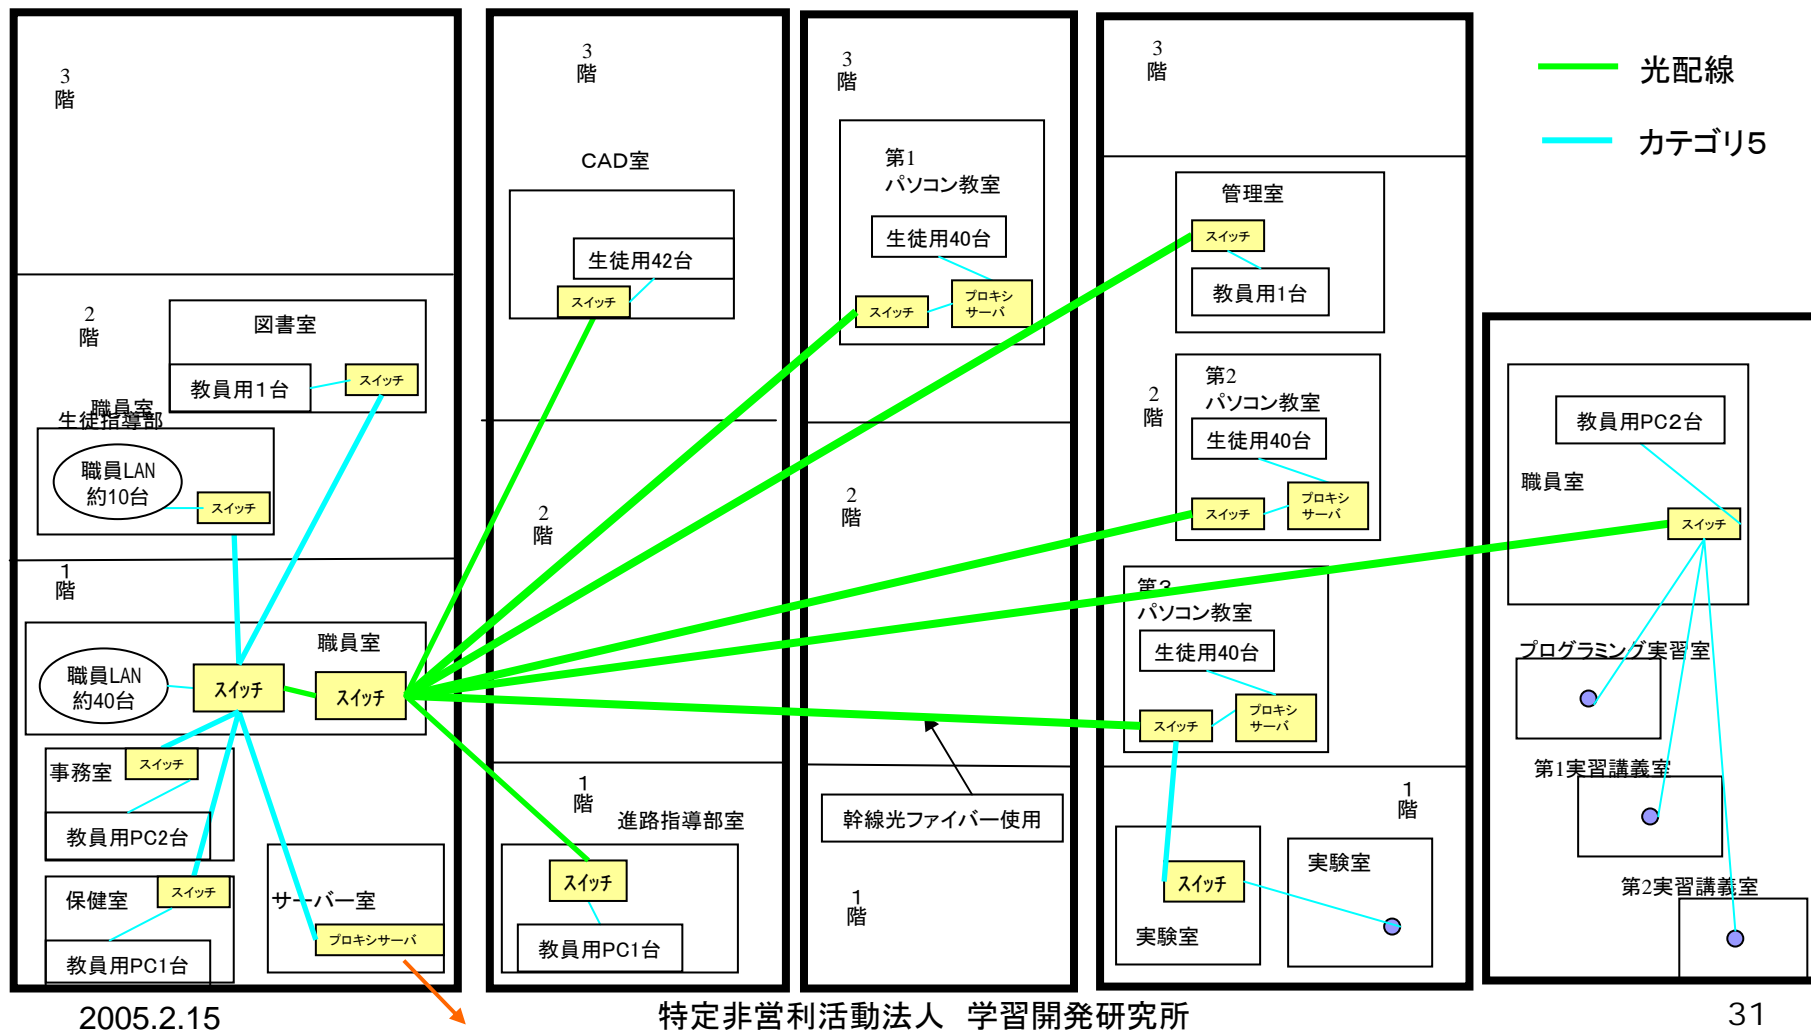 3
階
2
階
図書室
教員用1台
スイッチ
職員室
生徒指導部
職員LAN
約10台
スイッチ
1
階
職員室
職員LAN
約40台
スイッチ
スイッチ
事務室
スイッチ
教員用PC2台
保健室
スイッチ
教員用PC1台
サーバー室
プロキシサーバ
3
階
CAD室
生徒用42台
スイッチ
2
階
1
階
進路指導部室
スイッチ
教員用PC1台
3
階
第1
パソコン教室
生徒用40台
スイッチ
プロキシ
サーバ
2
階
幹線光ファイバー使用
1
階
3
階
管理室
スイッチ
教員用1台
2
階
第2
パソコン教室
生徒用40台
スイッチ
プロキシ
サーバ
第3
パソコン教室
生徒用40台
スイッチ
プロキシ
サーバ
1
階
スイッチ
実験室
実験室
光配線
カテゴリ5
教員用PC2台
職員室
スイッチ
プログラミング実習室
第1実習講義室
第2実習講義室
2005.2.15
特定非営利活動法人 学習開発研究所
31